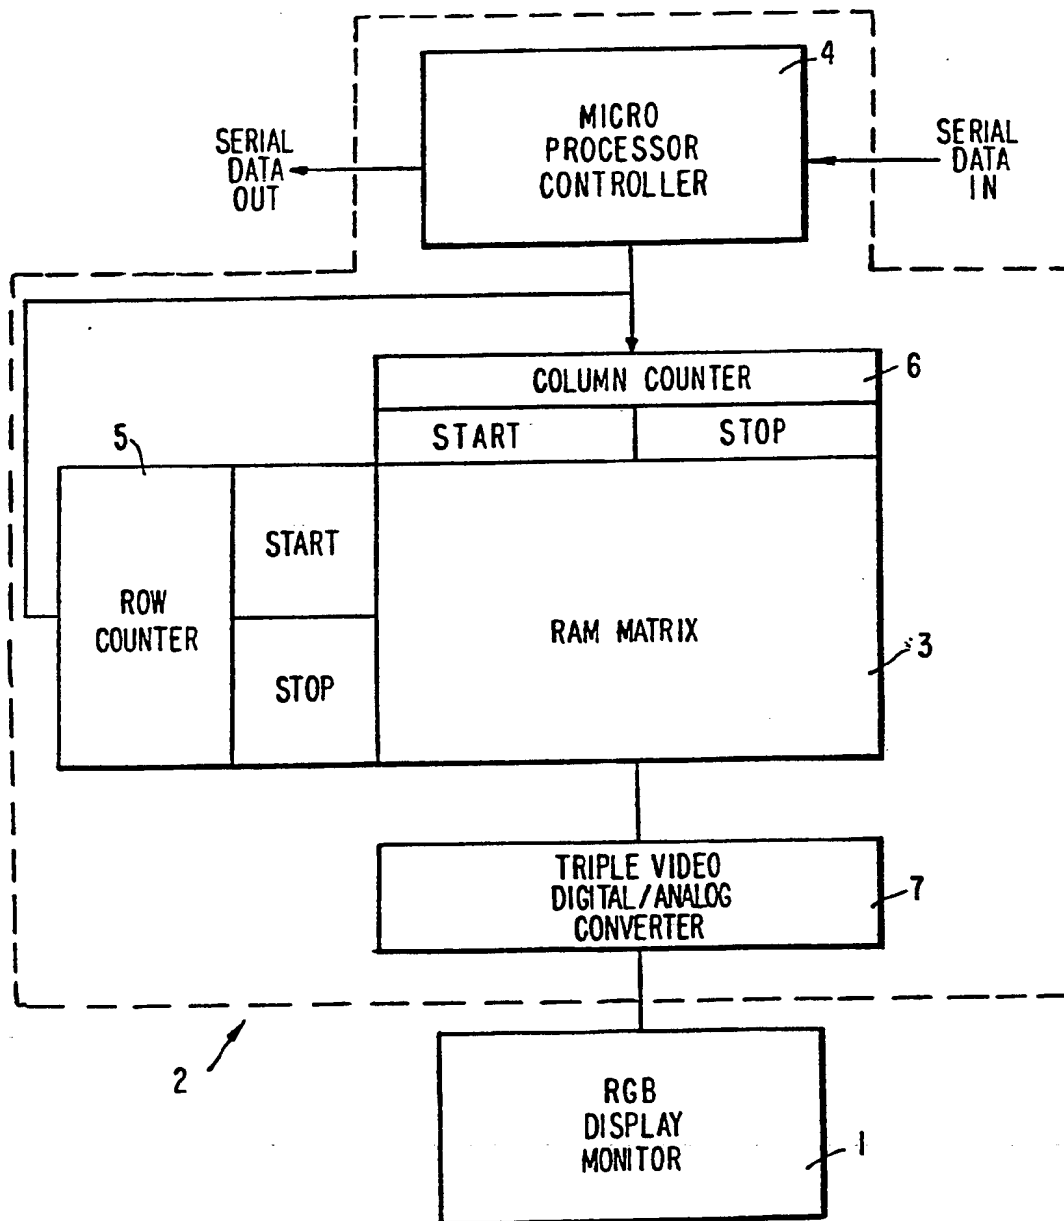 4
MICRO
PROCESSOR
CONTROLLER
SERIAL
DATA
OUT
SERIAL
DATA
IN
6
COLUMN COUNTER
START
STOP
5
START
ROW
COUNTER
STOP
RAM MATRIX
3
TRIPLE VIDEO
DIGITAL/ANALOG
CONVERTER
7
2
RGB
DISPLAY
MONITOR
1